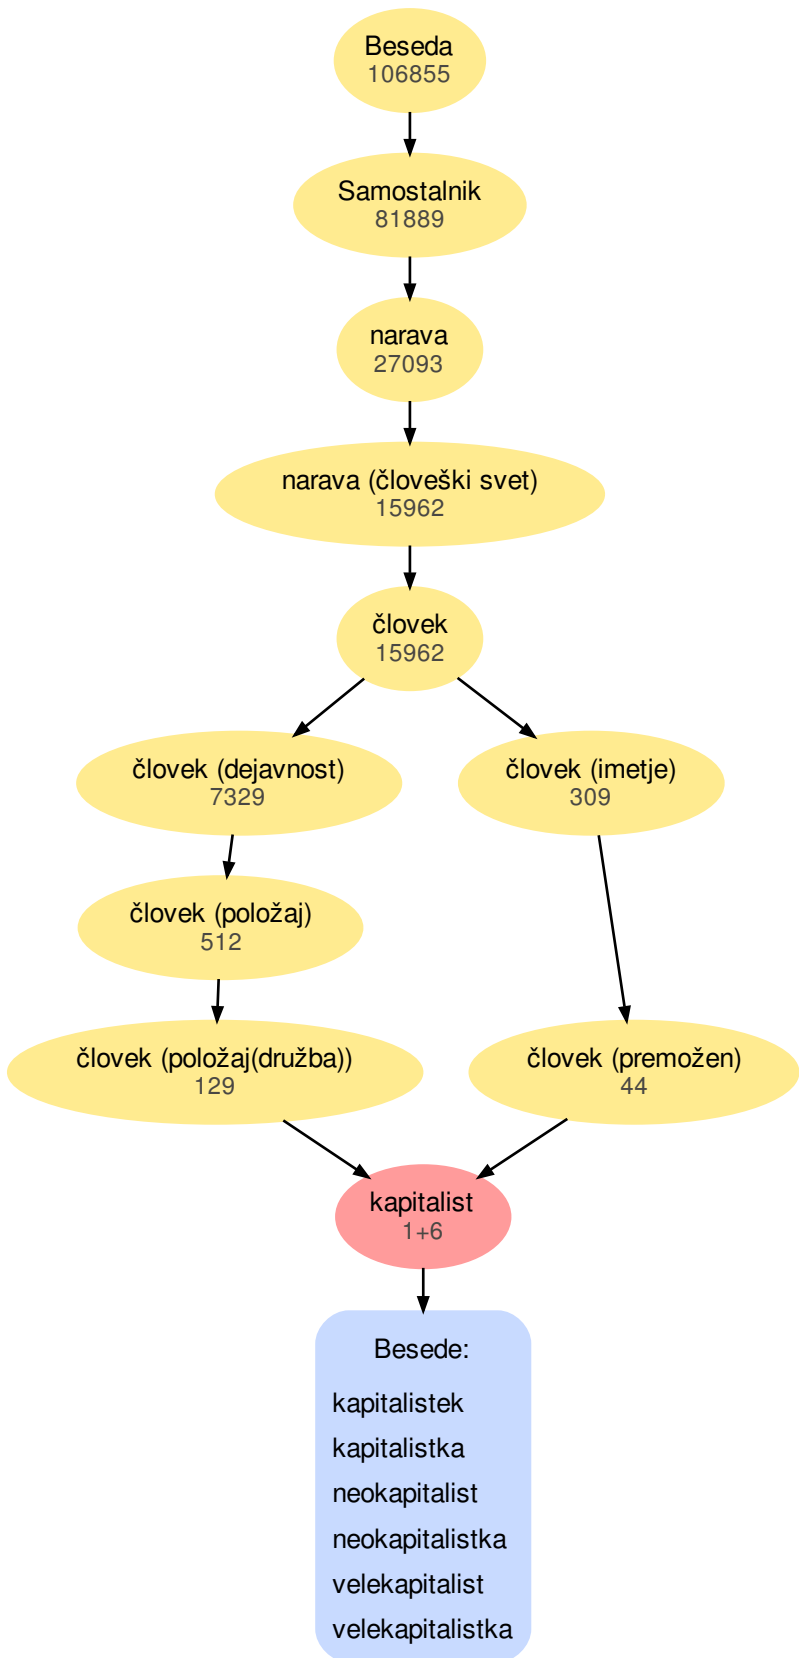 Beseda
106855
Samostalnik
81889
narava
27093
narava (človeški svet)
15962
človek
15962
človek (dejavnost)
7329
človek (imetje)
309
človek (položaj)
512
človek (položaj(družba))
129
človek (premožen)
44
kapitalist
1+6
Besede:
kapitalistek
kapitalistka
neokapitalist
neokapitalistka
velekapitalist
velekapitalistka